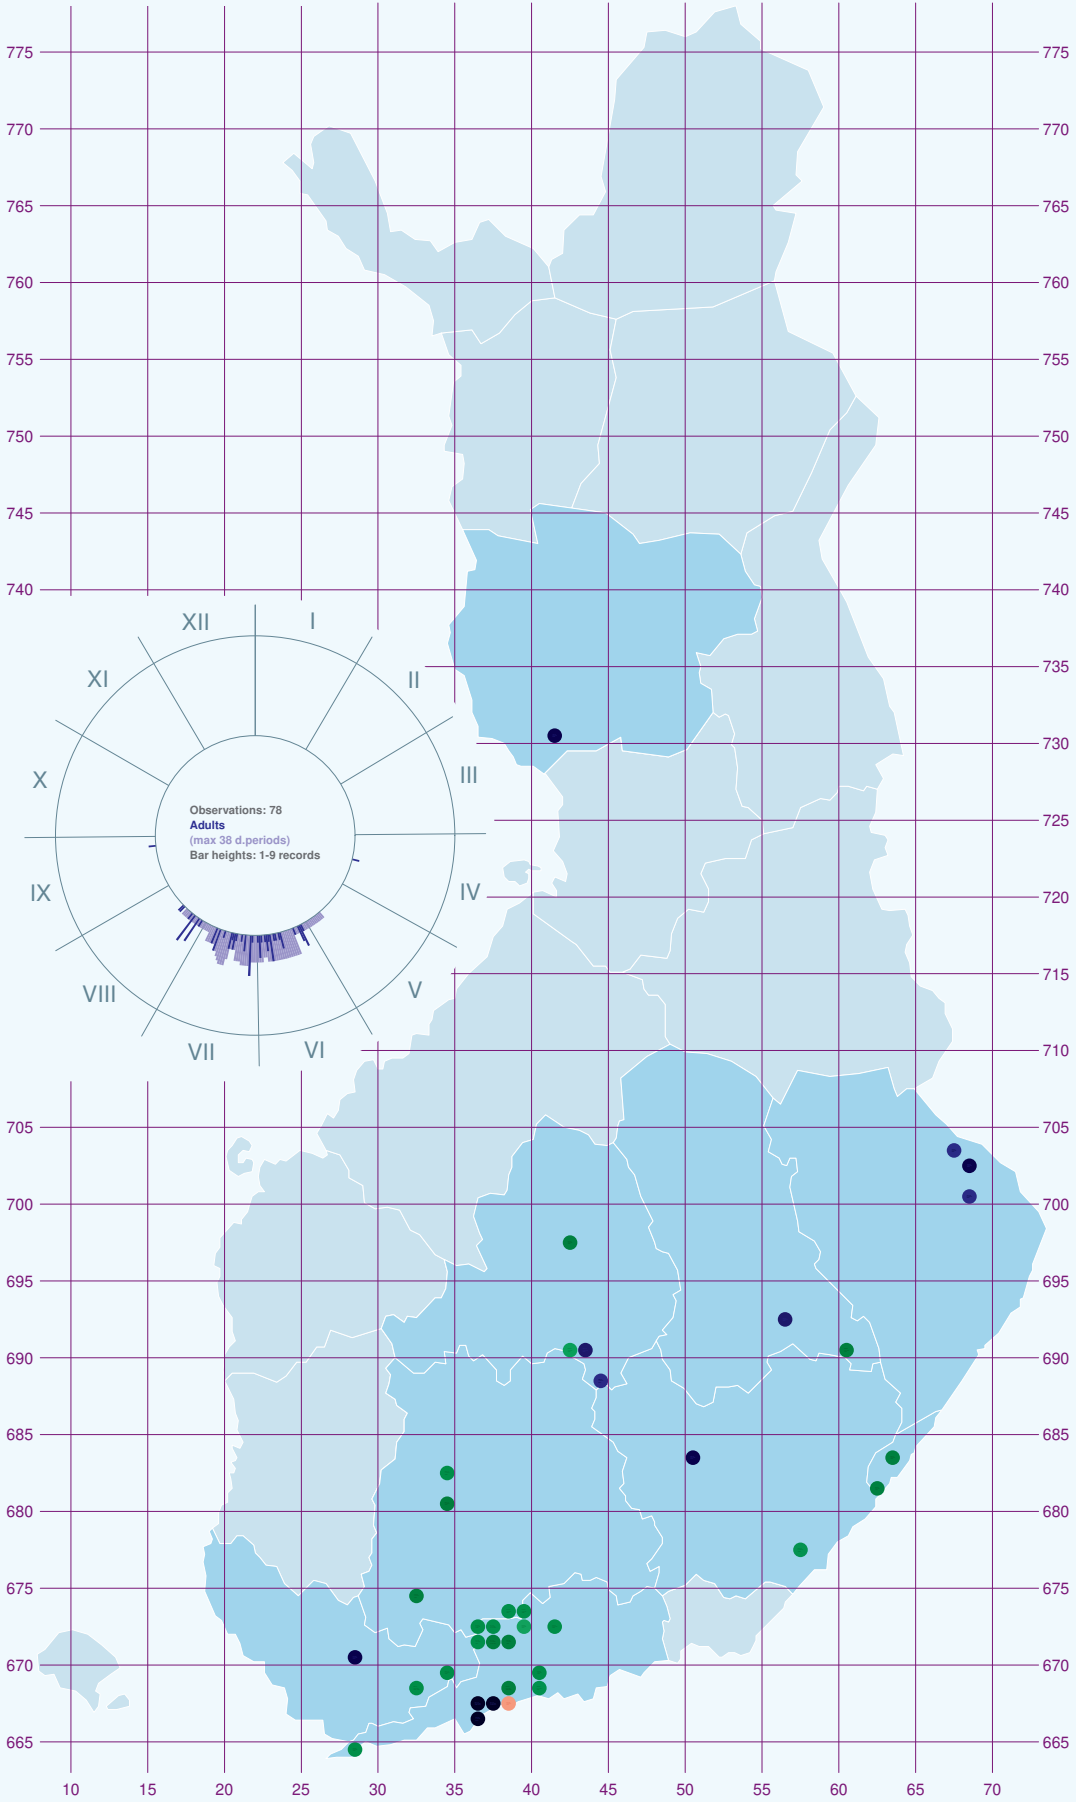 775 775
770 770
765 765
760 760
755 755
750 750
745 745
740 740
XII I
735
XI II
730
X III
Observations: 78
Adults
(max 38 d.periods)
Bar heights: 1-9 records
725
IX IV
720
VIII V
715
VII VI
710
705 705
700 700
695 695
690 690
685 685
680 680
675 675
670 670
665 665
10 15 20 25 30 35 40 45 50 55 60 65 70